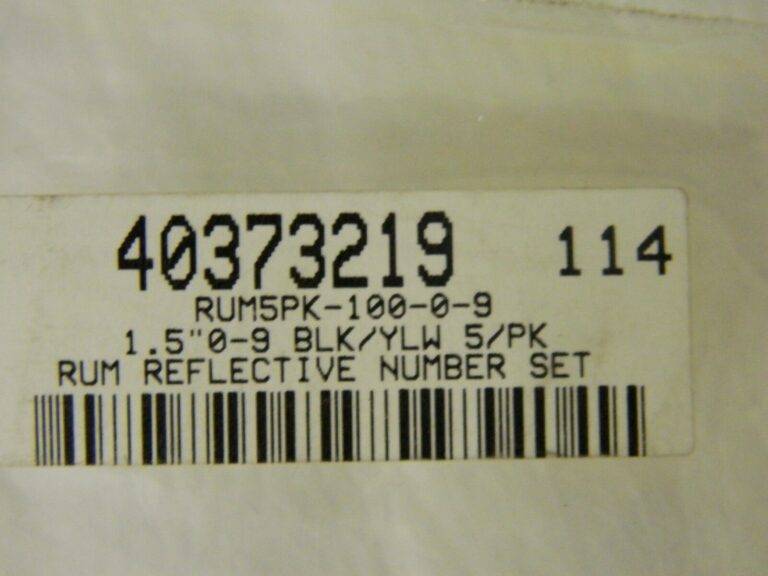 40373219 114
RUM5PK-100-0-9
1.5"0-9 BLK/YLW 5/PK
RUM REFLECTIVE NUMBER SET